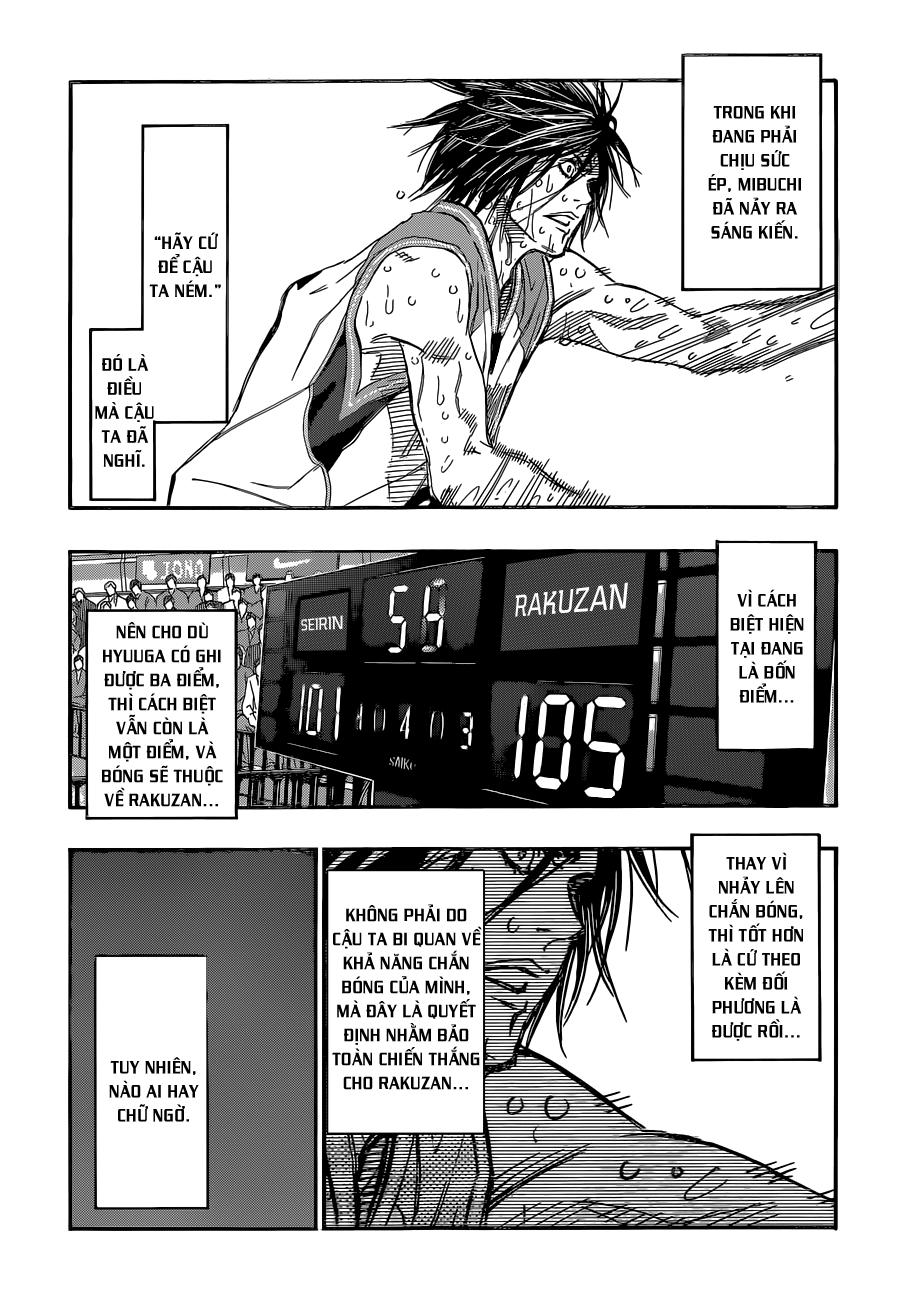 TRONG KHI
ĐANG PHẢI
CHỊU SỨC
ÉP, MIBUCHI
ĐÃ NẢY RA
SÁNG KIẾN.
“HÃY CỨ
ĐỂ CẬU
TA NÉM.”
ĐÓ LÀ
ĐIỀU
MÀ CẬU
TA ĐÃ
NGHĨ.
VÌ CÁCH
BIỆT HIỆN
TẠI ĐANG
LÀ BỐN
ĐIỂM...
SEIRIN
RAKUZAN
101
4
3
105
NÊN CHO DÙ
HYUUGA CÓ GHI
ĐƯỢC BA ĐIỂM,
THÌ CÁCH BIỆT
VẪN CÒN LÀ
MỘT ĐIỂM, VÀ
BÓNG SẼ THUỘC
VỀ RAKUZAN...
THAY VÌ
NHẢY LÊN
CHẮN BÓNG,
THÌ TỐT HƠN
LÀ CỨ THEO
KÈM ĐỐI
PHƯƠNG LÀ
ĐƯỢC RỒI...
KHÔNG PHẢI DO
CẬU TA BI QUAN VỀ
KHẢ NĂNG CHẮN
BÓNG CỦA MÌNH,
MÀ ĐÂY LÀ QUYẾT
ĐỊNH NHẰM BẢO
TOÀN CHIẾN THẮNG
CHO RAKUZAN...
TUY NHIÊN,
NÀO AI HAY
CHỮ NGỜ.